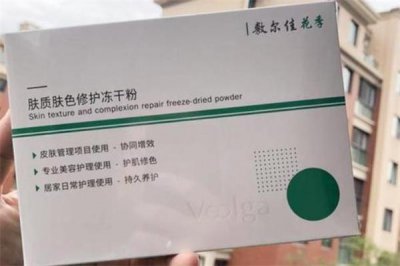 敷尔佳花季
肤质肤色修护冻干粉
Skin texture and complexion repair freeze-dried powder
皮肤管理项目使用 - 协同增效
专业美容护理使用 - 护肌修色
居家日常护理使用 - 持久养护
Voolga